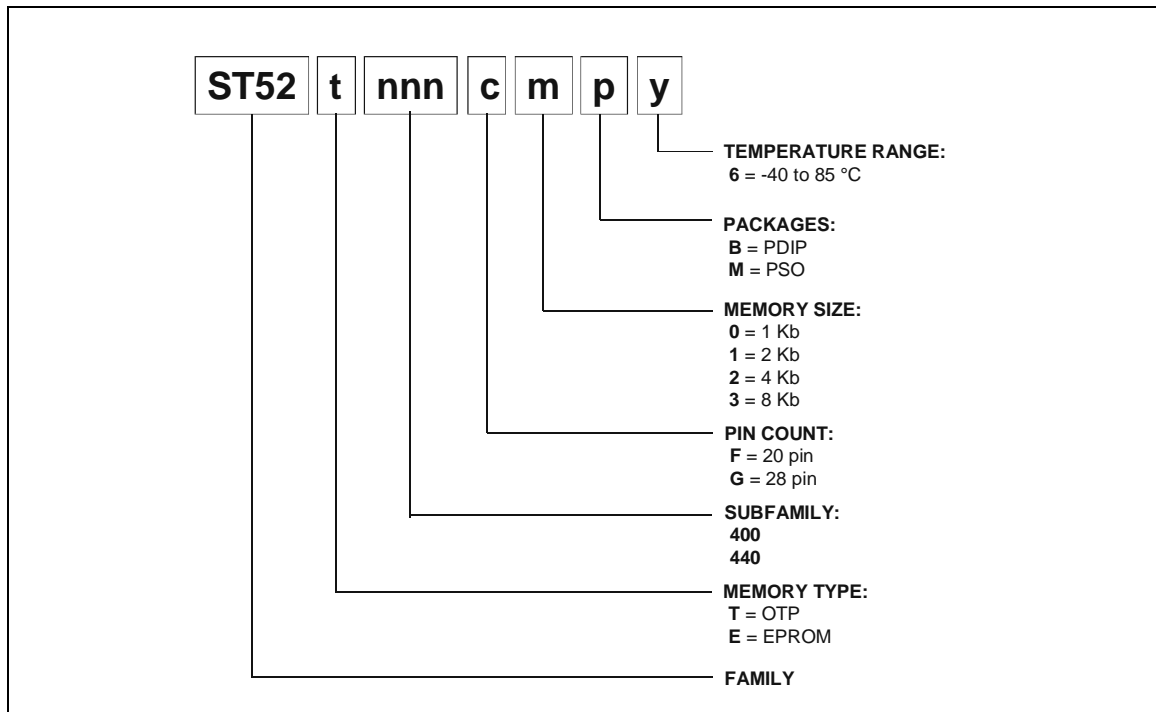 ST52 t nnn c m p y
TEMPERATURE RANGE:
6 = -40 to 85 °C
PACKAGES:
B = PDIP
M = PSO
MEMORY SIZE:
0 = 1 Kb
1 = 2 Kb
2 = 4 Kb
3 = 8 Kb
PIN COUNT:
F = 20 pin
G = 28 pin
SUBFAMILY:
400
440
MEMORY TYPE:
T = OTP
E = EPROM
FAMILY